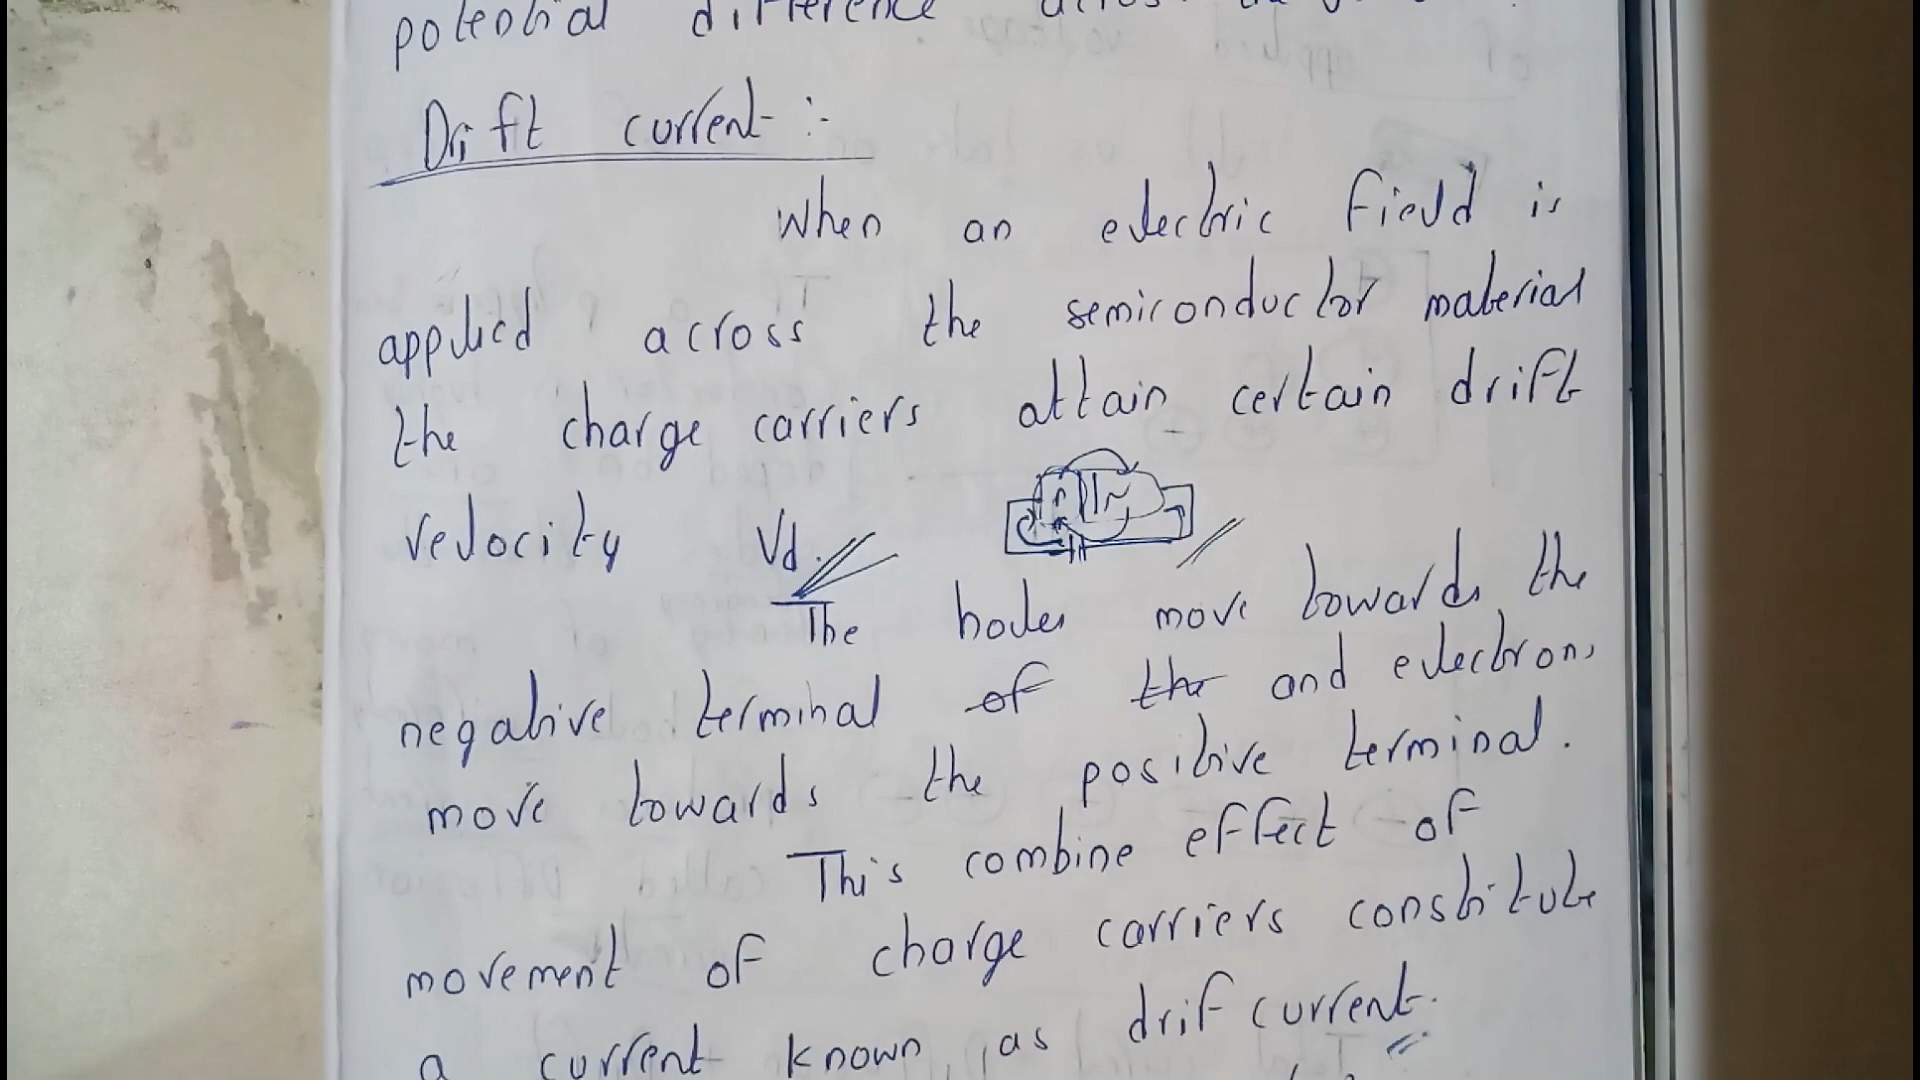 potential difference
Drift current :-
When an electric field is
applied across the semiconductor material
the charge carriers attain certain drift
velocity Vd.
The holes move towards the
negative terminal of the and electrons
move towards the positive terminal.
This combine effect of
movement of charge carriers constitute
a current known as drif current.